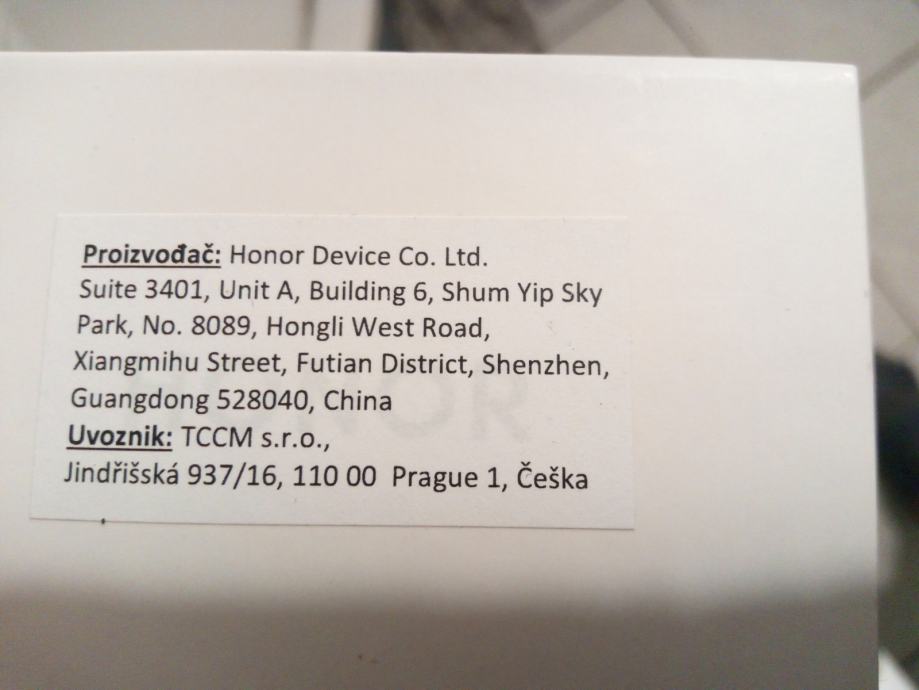 Proizvođač: Honor Device Co. Ltd.
Suite 3401, Unit A, Building 6, Shum Yip Sky
Park, No. 8089, Hongli West Road,
Xiangmihu Street, Futian District, Shenzhen,
Guangdong 528040, China
Uvoznik: TCCM s.r.o.,
Jindřišská 937/16, 110 00 Prague 1, Češka
HONOR